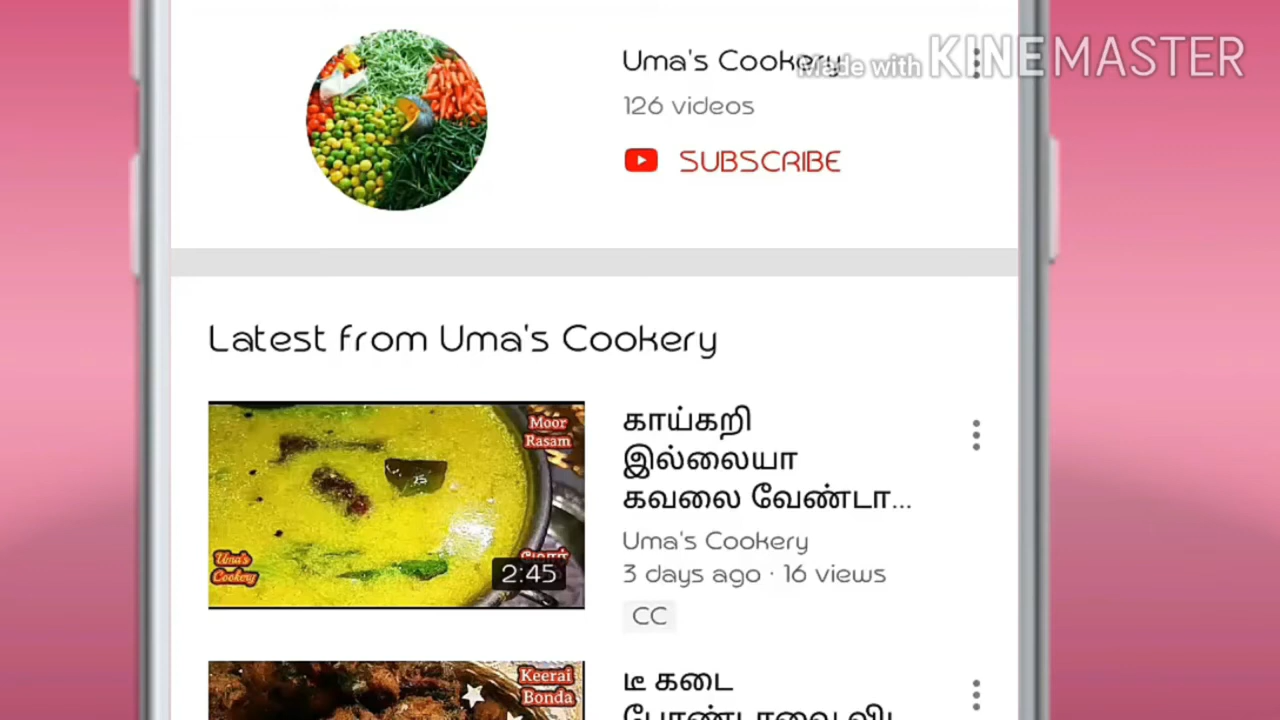 Uma's Cookery
Made with KINEMASTER
126 videos
SUBSCRIBE
Latest from Uma's Cookery
Moor
Rasam
காய்கறி
இல்லையா
கவலை வேண்டா...
Uma's Cookery
3 days ago · 16 views
CC
Uma's
Cookery
மோர்
2:45
Keerai
Bonda
டீ கடை